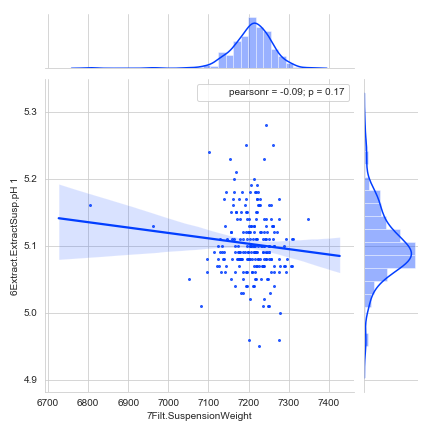 pearsonr = -0.09; p = 0.17
5.3
5.2
5.1
5.0
4.9
6Extract.ExtractSusp.pH 1
6700 6800 6900 7000 7100 7200 7300 7400
7Filt.SuspensionWeight